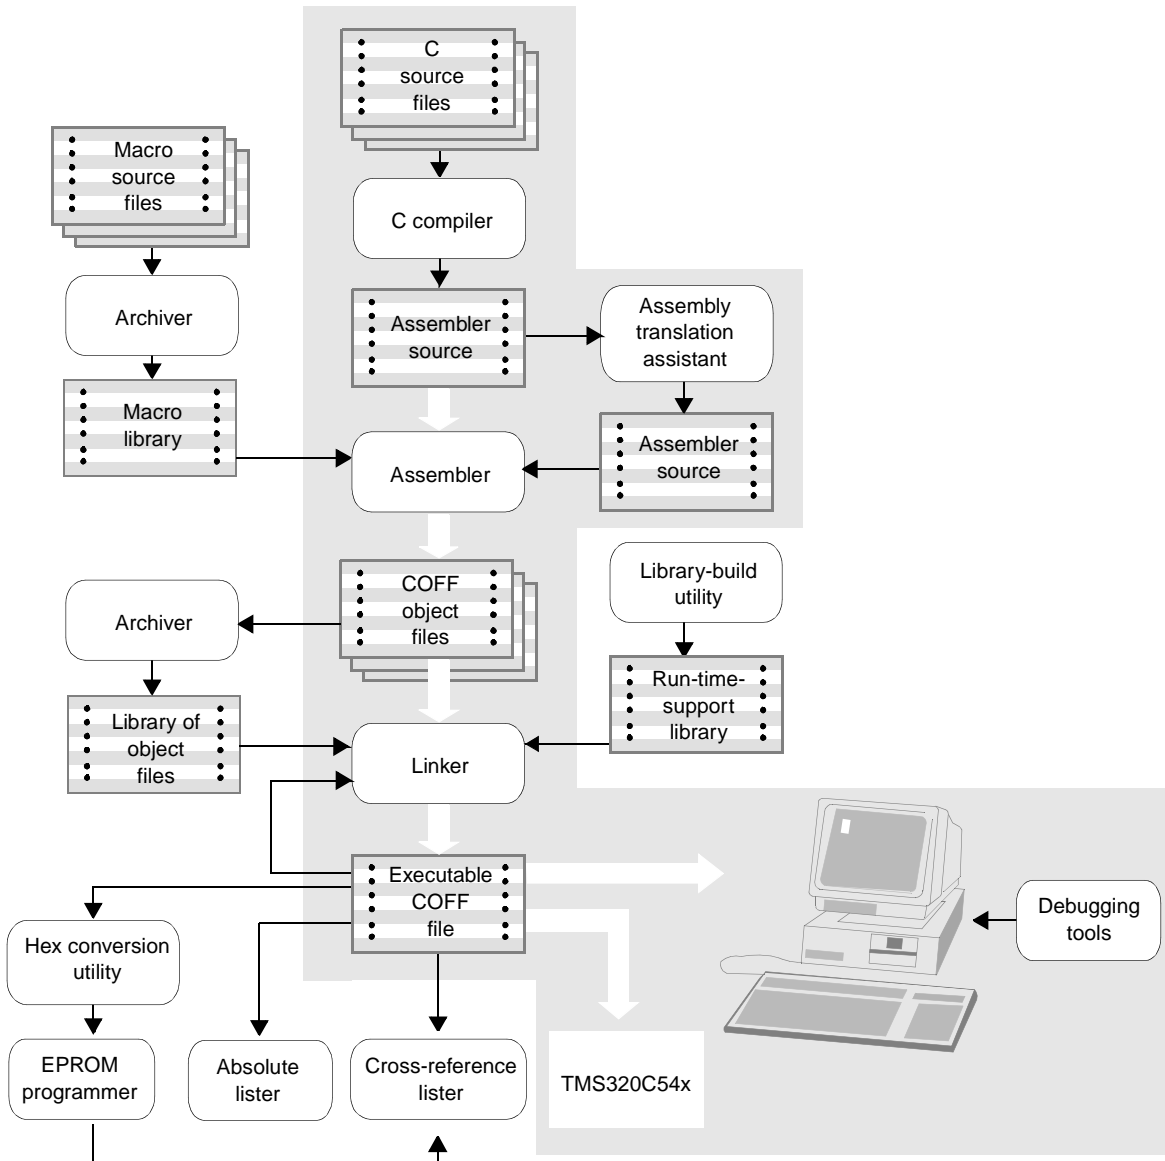 C
source
files
Macro
source
files
C compiler
Archiver
Assembler
source
Assembly
translation
assistant
Macro
library
Assembler
Assembler
source
COFF
object
files
Library-build
utility
Archiver
Run-time-
support
library
Library of
object
files
Linker
Executable
COFF
file
Debugging
tools
Hex conversion
utility
EPROM
programmer
Absolute
lister
Cross-reference
lister
TMS320C54x